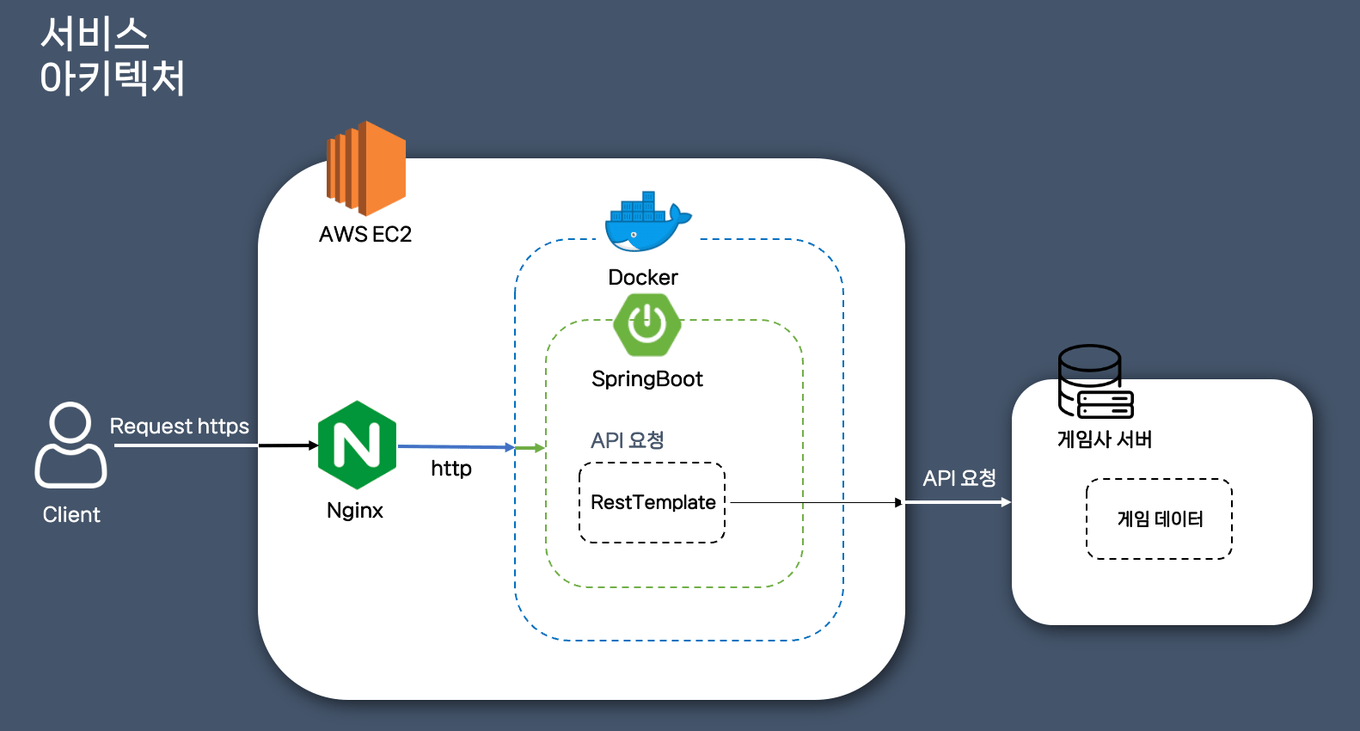 서비스
아키텍처
AWS EC2
Docker
SpringBoot
Request https
API 요청
게임사 서버
http
RestTemplate
API 요청
게임 데이터
Nginx
Client